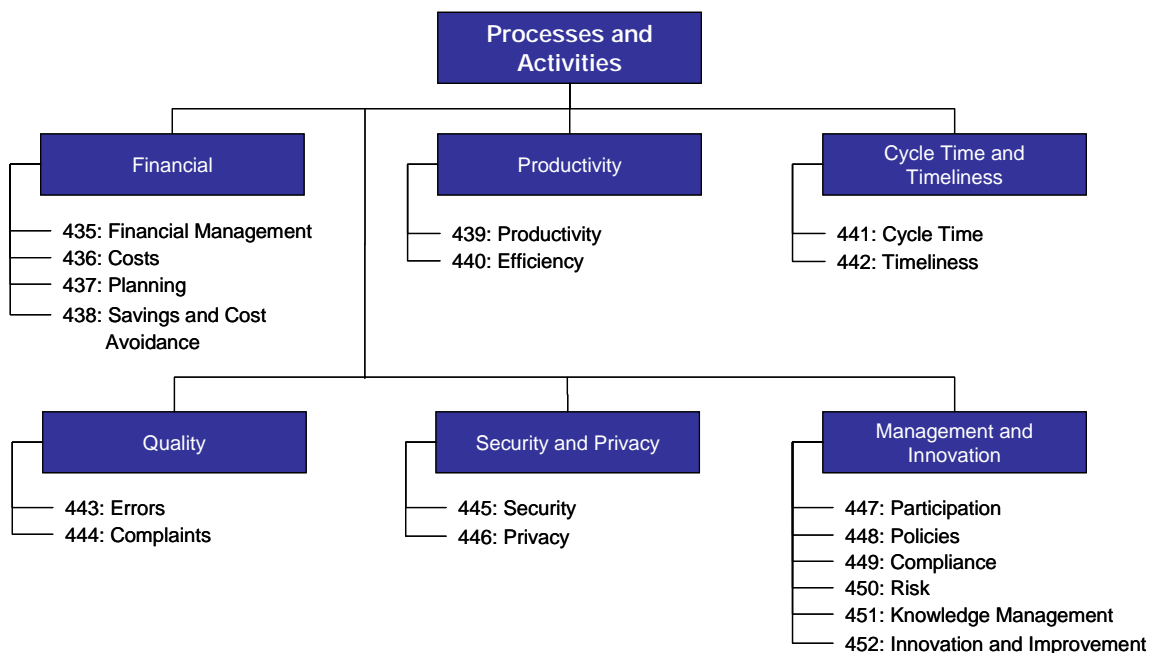 Processes and
Activities
Financial
435: Financial Management
436: Costs
437: Planning
438: Savings and Cost
Avoidance
Productivity
439: Productivity
440: Efficiency
Cycle Time and
Timeliness
441: Cycle Time
442: Timeliness
Quality
443: Errors
444: Complaints
Security and Privacy
445: Security
446: Privacy
Management and
Innovation
447: Participation
448: Policies
449: Compliance
450: Risk
451: Knowledge Management
452: Innovation and Improvement